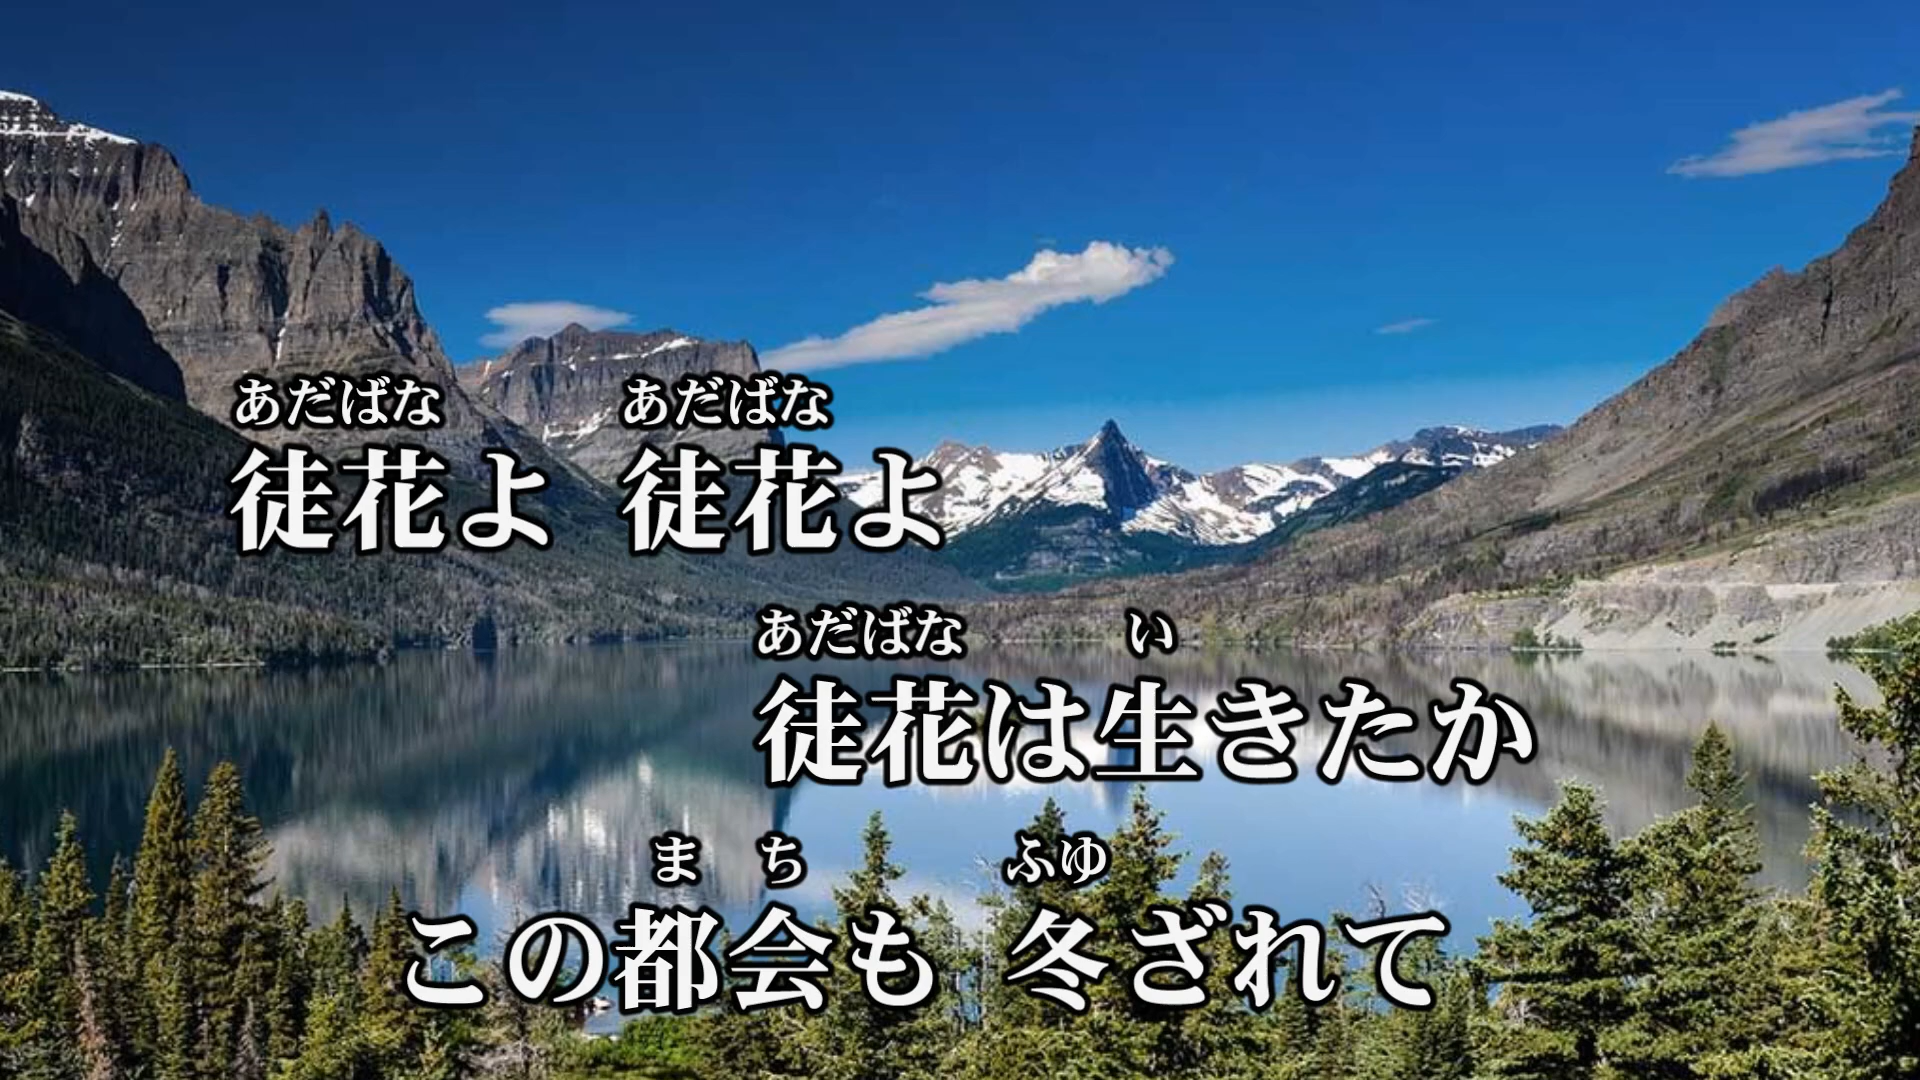 あだばな あだばな
徒花よ 徒花よ
あだばな い
徒花は生きたか
まち ふゆ
この都会も 冬ざれて